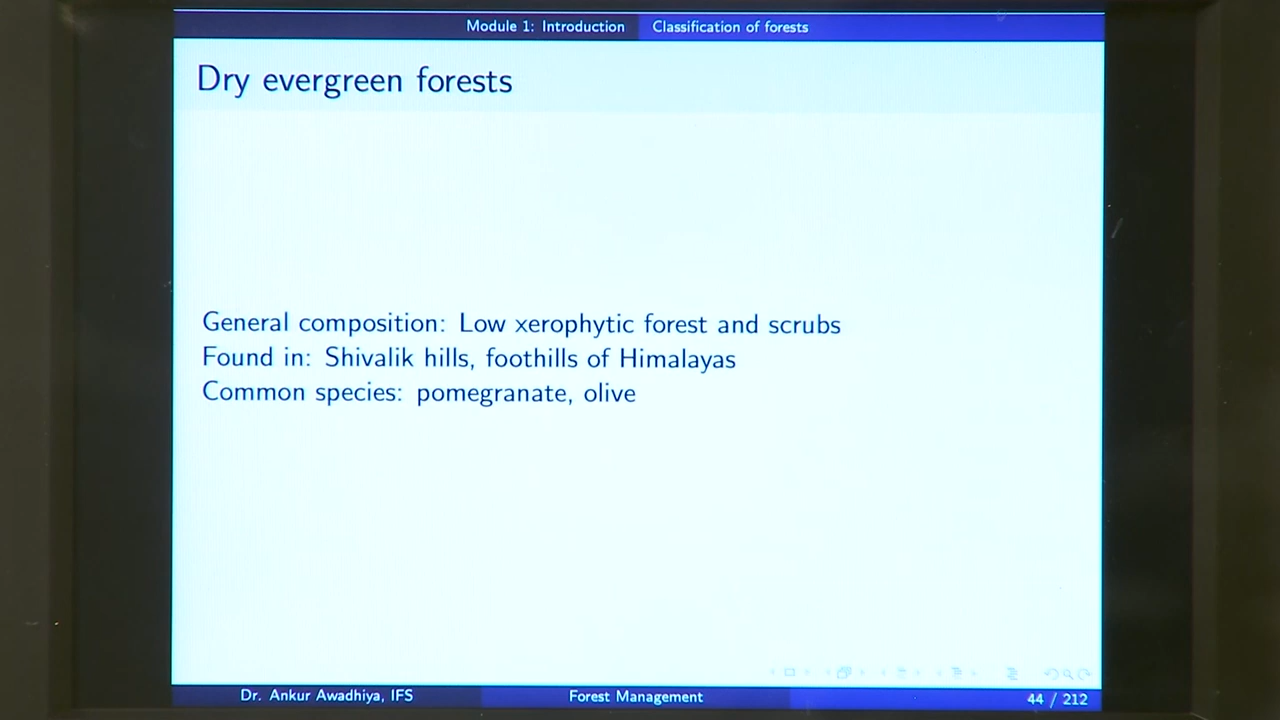 Module 1: Introduction Classification of forests
Dry evergreen forests
General composition: Low xerophytic forest and scrubs
Found in: Shivalik hills, foothills of Himalayas
Common species: pomegranate, olive
Dr. Ankur Awadhiya, IFS Forest Management 44 / 212